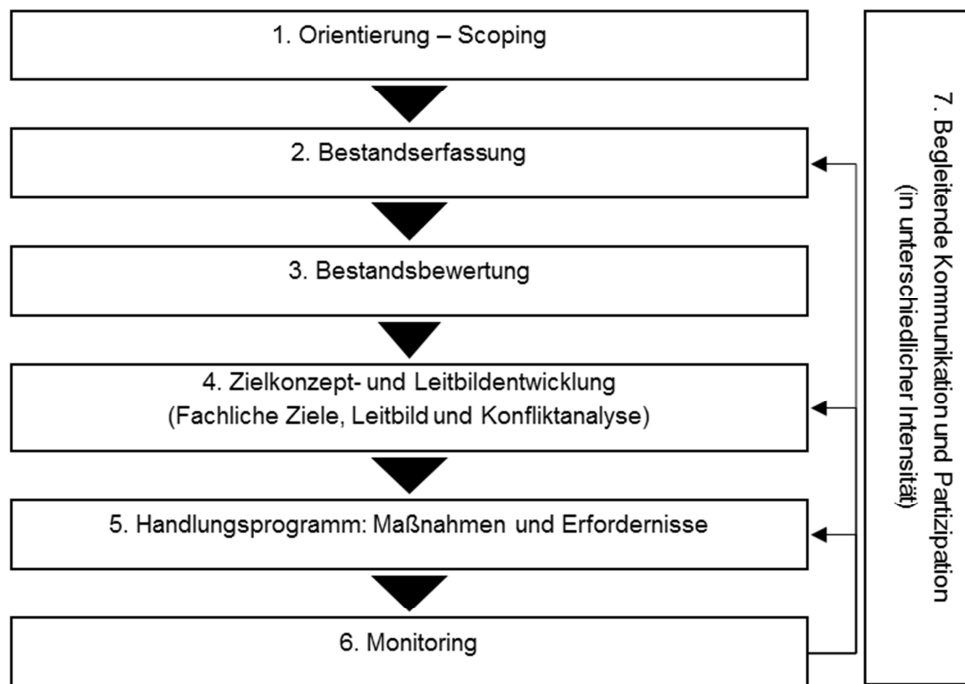 1. Orientierung – Scoping
2. Bestandserfassung
3. Bestandsbewertung
4. Zielkonzept- und Leitbildentwicklung
(Fachliche Ziele, Leitbild und Konfliktanalyse)
5. Handlungsprogramm: Maßnahmen und Erfordernisse
6. Monitoring
7. Begleitende Kommunikation und Partizipation
(in unterschiedlicher Intensität)